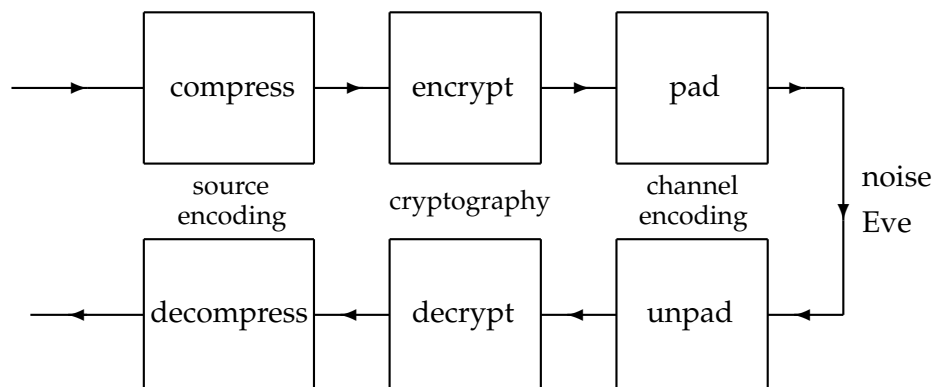 compress
encrypt
pad
source
encoding
cryptography
channel
encoding
noise
Eve
decompress
decrypt
unpad